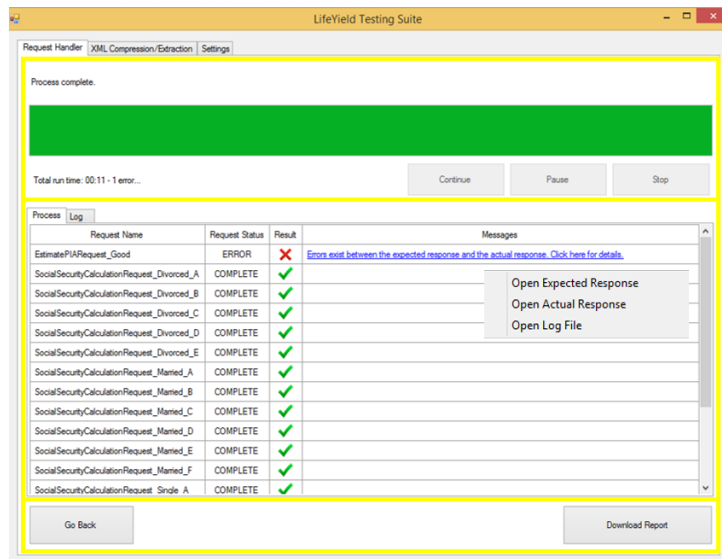 LifeYield Testing Suite
Request Handler XML Compression/Extraction Settings
Process complete.
Total run time: 00:11 - 1 error...
Continue Pause Stop
Process Log
Request Name Request Status Result Messages
EstimatePIARequest_Good ERROR Errors exist between the expected response and the actual response. Click here for details.
SocialSecurityCalculationRequest_Divorced_A COMPLETE
Open Expected Response
SocialSecurityCalculationRequest_Divorced_B COMPLETE
Open Actual Response
SocialSecurityCalculationRequest_Divorced_C COMPLETE
Open Log File
SocialSecurityCalculationRequest_Divorced_D COMPLETE
SocialSecurityCalculationRequest_Divorced_E COMPLETE
SocialSecurityCalculationRequest_Married_A COMPLETE
SocialSecurityCalculationRequest_Married_B COMPLETE
SocialSecurityCalculationRequest_Married_C COMPLETE
SocialSecurityCalculationRequest_Married_D COMPLETE
SocialSecurityCalculationRequest_Married_E COMPLETE
SocialSecurityCalculationRequest_Married_F COMPLETE
SocialSecurityCalculationRequest_Single_A COMPLETE
Go Back Download Report